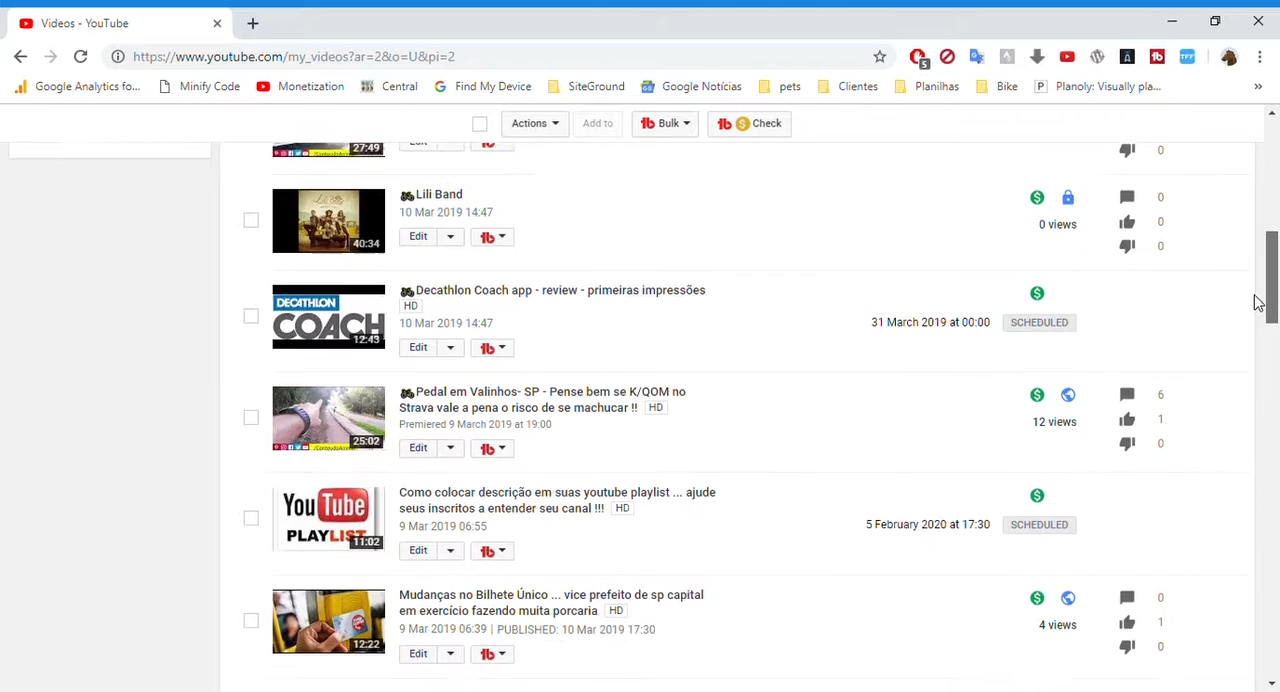 Videos - YouTube
https://www.youtube.com/my_videos?ar=2&o=U&pi=2
5
TFF
Google Analytics fo...
Minify Code
Monetization
Central
Find My Device
SiteGround
Google Notícias
pets
Clientes
Planilhas
Bike
Planoly: Visually pla...
»
Actions
Add to
Bulk
Check
27:49
0
Lili Band
10 Mar 2019 14:47
Edit
40:34
0 views
0
0
0
Decathlon Coach app - review - primeiras impressões
HD
10 Mar 2019 14:47
Edit
DECATHLON
COACH
12:43
31 March 2019 at 00:00
SCHEDULED
Pedal em Valinhos- SP - Pense bem se K/QOM no
Strava vale a pena o risco de se machucar !! HD
Premiered 9 March 2019 at 19:00
Edit
25:02
12 views
6
1
0
Como colocar descrição em suas youtube playlist ... ajude
seus inscritos a entender seu canal !!! HD
9 Mar 2019 06:55
Edit
YouTube
PLAYLIST
11:02
5 February 2020 at 17:30
SCHEDULED
Mudanças no Bilhete Único ... vice prefeito de sp capital
em exercício fazendo muita porcaria HD
9 Mar 2019 06:39 | PUBLISHED: 10 Mar 2019 17:30
Edit
12:22
4 views
0
1
0